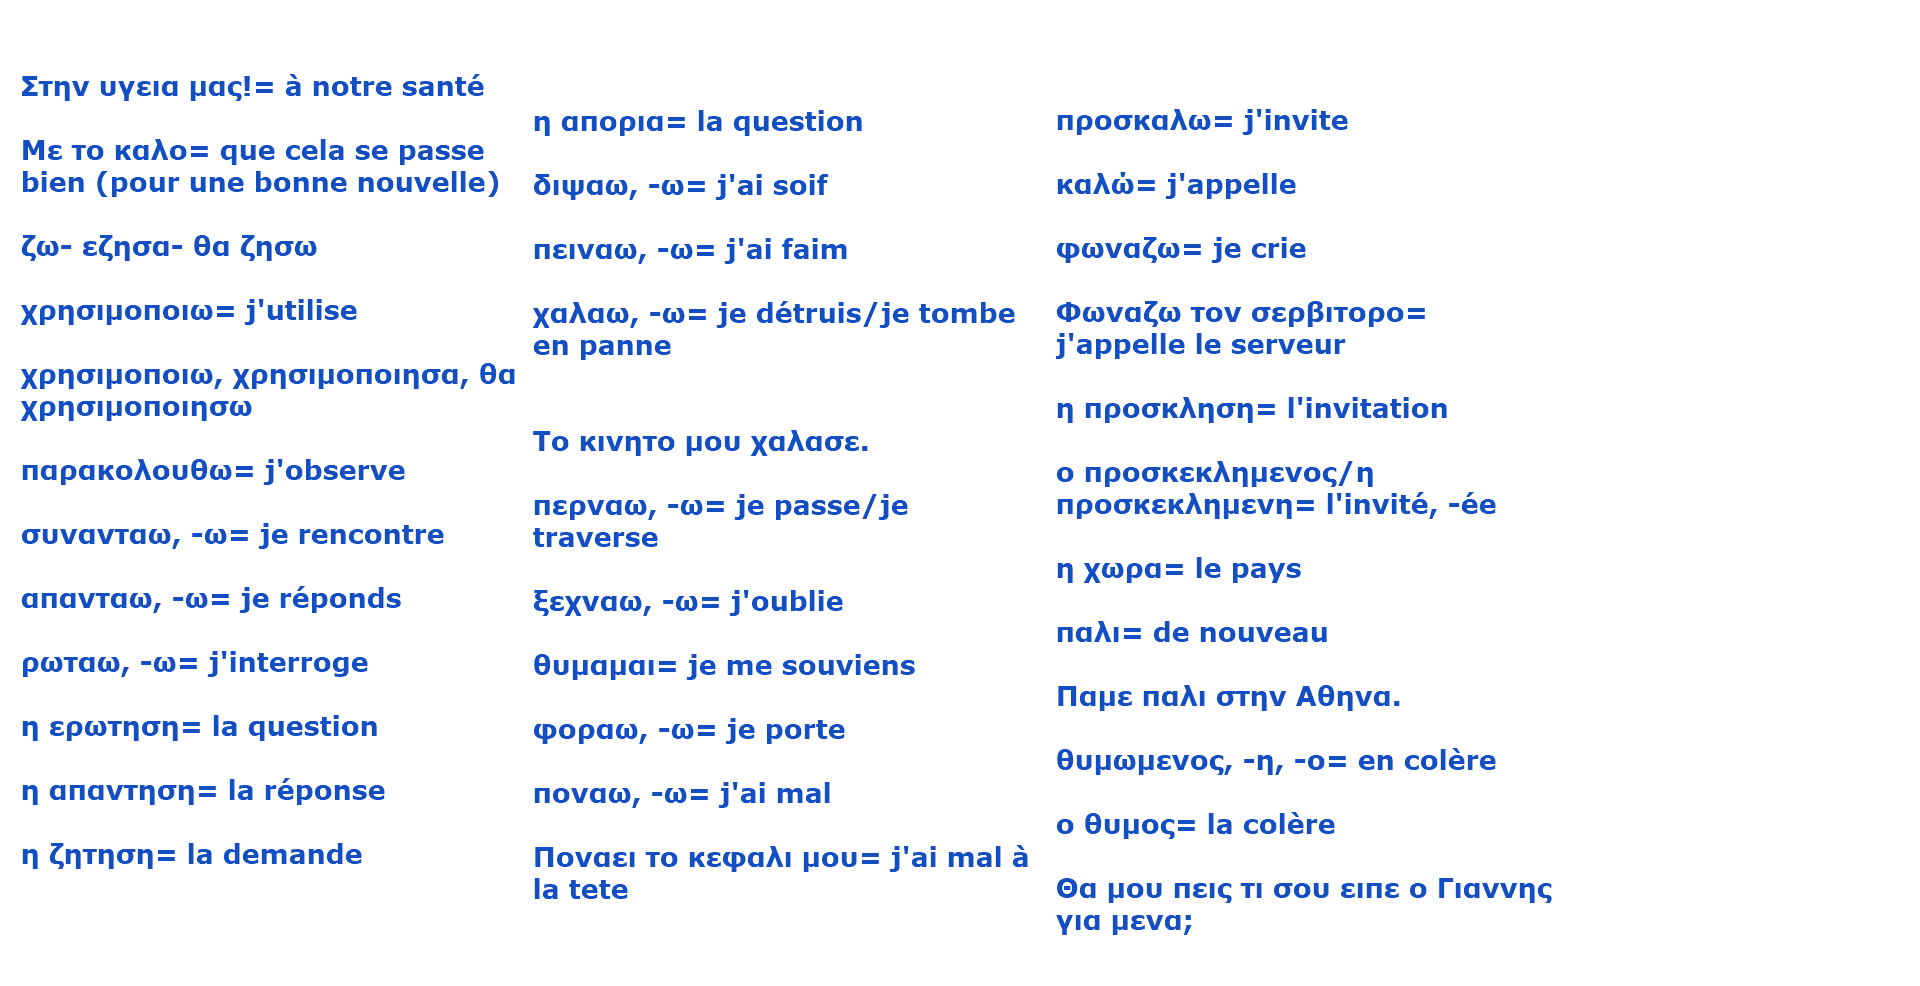 Στην υγεια μας!= à notre santé
Με το καλο= que cela se passe
bien (pour une bonne nouvelle)
ζω- εζησα- θα ζησω
χρησιμοποιω= j'utilise
χρησιμοποιω, χρησιμοποιησα, θα
χρησιμοποιησω
παρακολουθω= j'observe
συνανταω, -ω= je rencontre
απανταω, -ω= je réponds
ρωταω, -ω= j'interroge
η ερωτηση= la question
η απαντηση= la réponse
η ζητηση= la demande
η απορια= la question
διψαω, -ω= j'ai soif
πειναω, -ω= j'ai faim
χαλαω, -ω= je détruis/je tombe
en panne
Το κινητο μου χαλασε.
περναω, -ω= je passe/je
traverse
ξεχναω, -ω= j'oublie
θυμαμαι= je me souviens
φοραω, -ω= je porte
ποναω, -ω= j'ai mal
Ποναει το κεφαλι μου= j'ai mal à
la tete
προσκαλω= j'invite
καλώ= j'appelle
φωναζω= je crie
Φωναζω τον σερβιτορο=
j'appelle le serveur
η προσκληση= l'invitation
ο προσκεκλημενος/η
προσκεκλημενη= l'invité, -ée
η χωρα= le pays
παλι= de nouveau
Παμε παλι στην Αθηνα.
θυμωμενος, -η, -ο= en colère
ο θυμος= la colère
Θα μου πεις τι σου ειπε ο Γιαννης
για μενα;